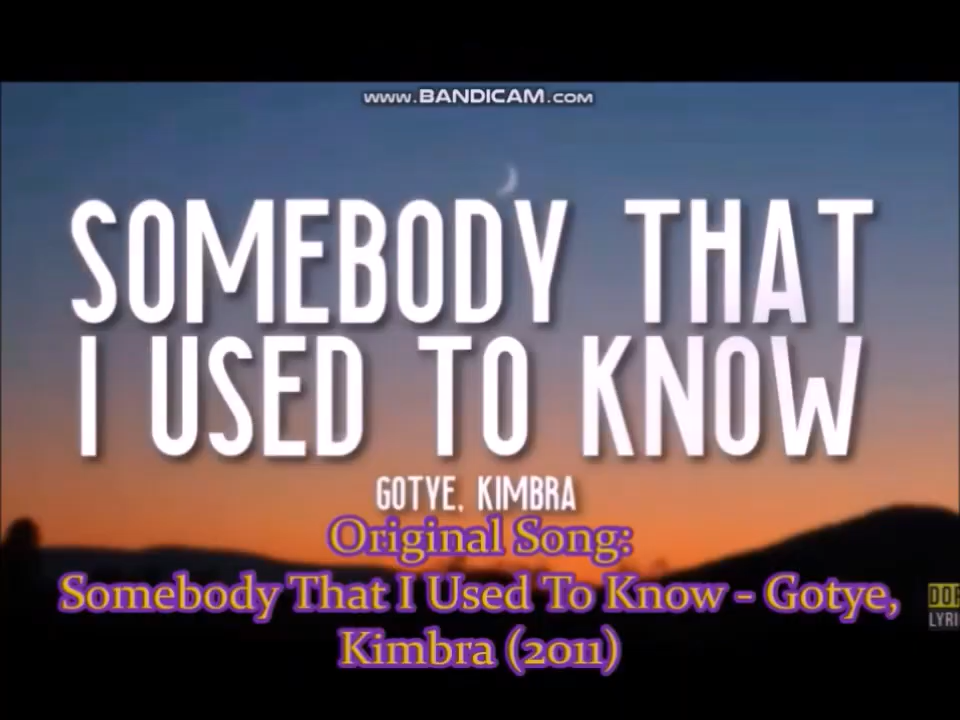 www.BANDICAM.com
SOMEBODY THAT
I USED TO KNOW
GOTYE, KIMBRA
Original Song:
Somebody That I Used To Know - Gotye,
Kimbra (2011)